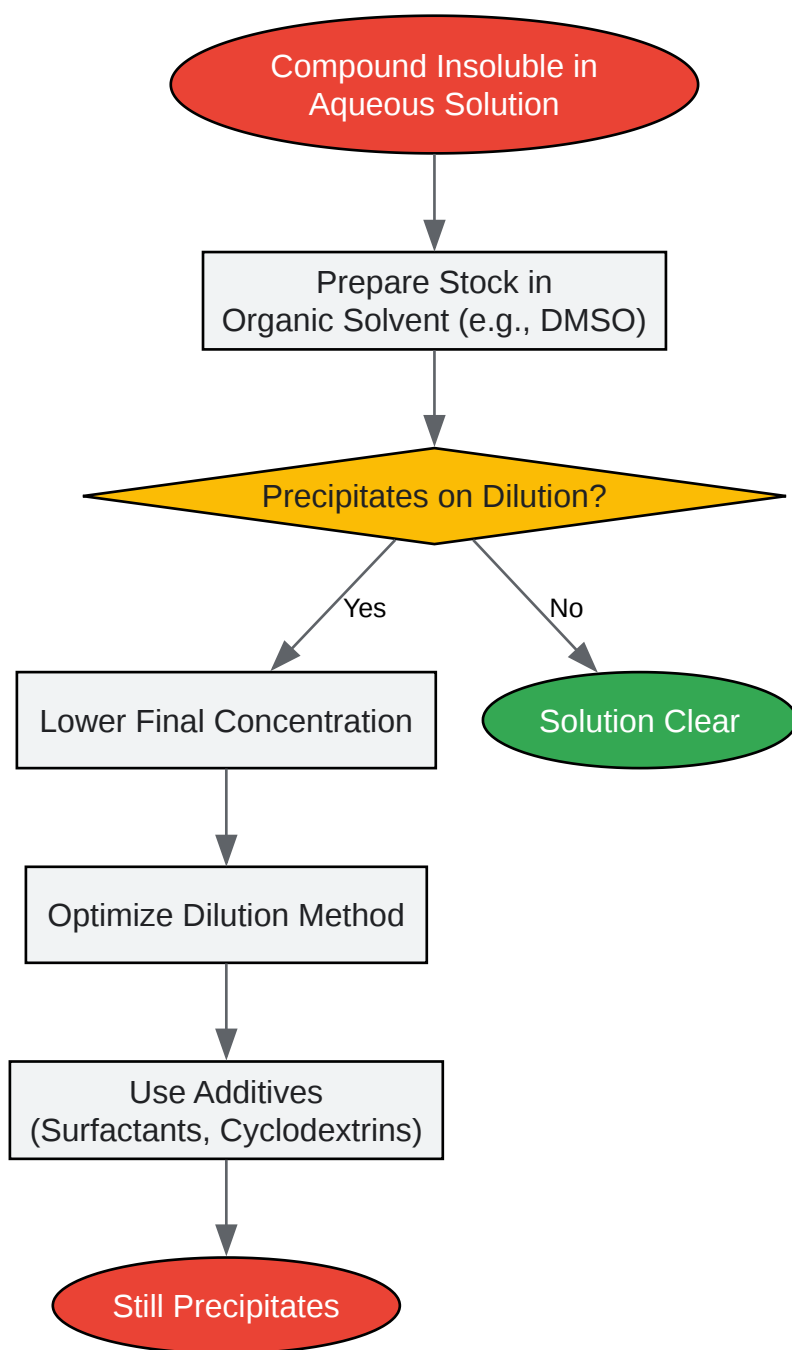 Compound Insoluble in
Aqueous Solution
Prepare Stock in
Organic Solvent (e.g., DMSO)
Precipitates on Dilution?
Yes
No
Lower Final Concentration
Solution Clear
Optimize Dilution Method
Use Additives
(Surfactants, Cyclodextrins)
Still Precipitates